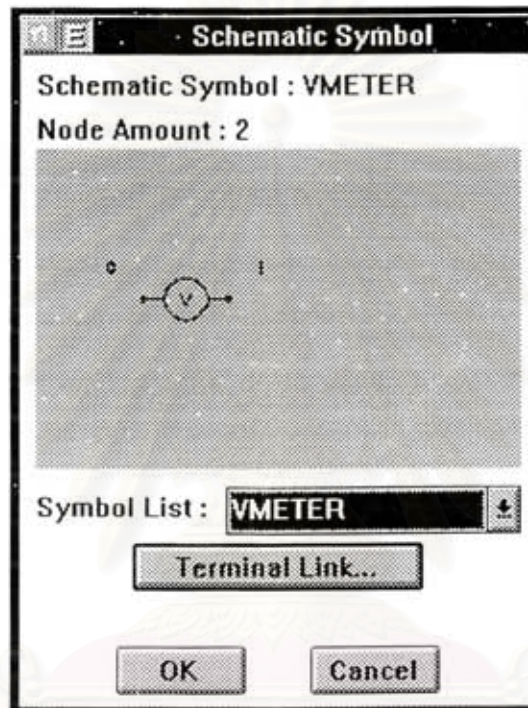 Schematic Symbol
Schematic Symbol : VMETER
Node Amount : 2
0 1
V
Symbol List : VMETER
Terminal Link...
OK Cancel